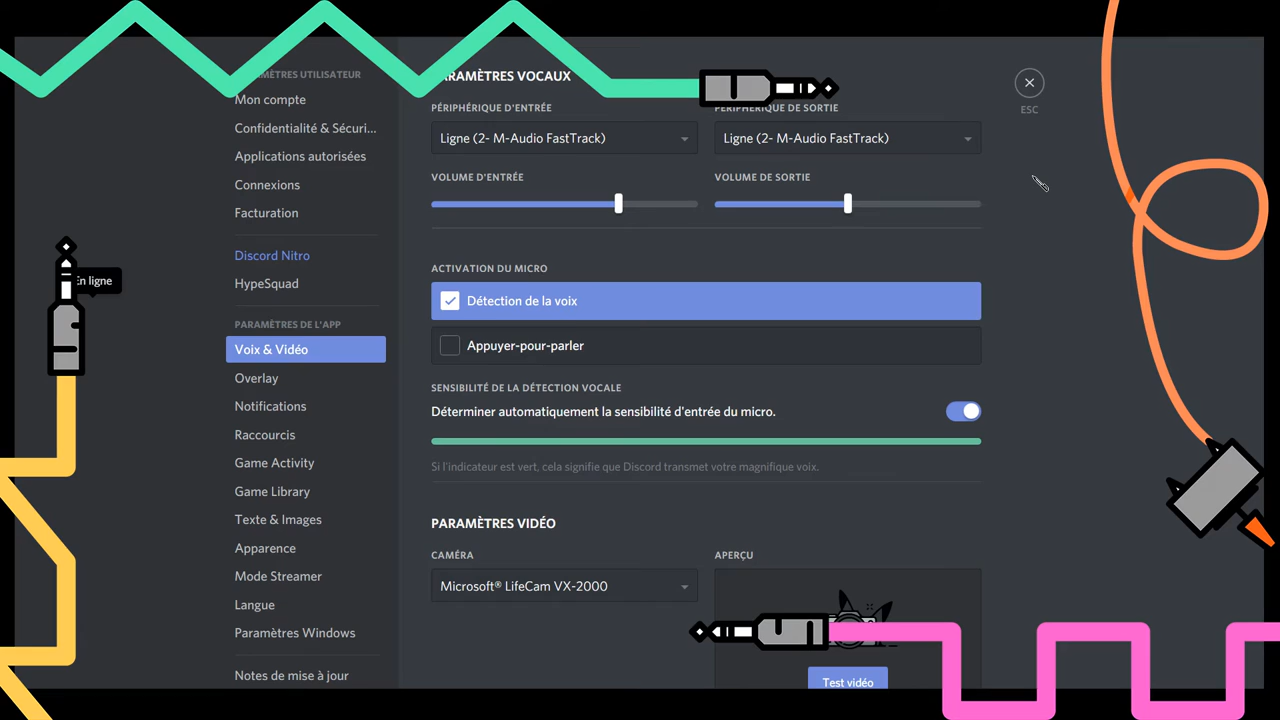 PARAMÈTRES UTILISATEUR
Mon compte
Confidentialité & Sécuri...
Applications autorisées
Connexions
Facturation
Discord Nitro
HypeSquad
En ligne
PARAMÈTRES DE L'APP
Voix & Vidéo
Overlay
Notifications
Raccourcis
Game Activity
Game Library
Texte & Images
Apparence
Mode Streamer
Langue
Paramètres Windows
Notes de mise à jour
PARAMÈTRES VOCAUX
PÉRIPHÉRIQUE D'ENTRÉE
Ligne (2- M-Audio FastTrack)
PÉRIPHÉRIQUE DE SORTIE
Ligne (2- M-Audio FastTrack)
VOLUME D'ENTRÉE
VOLUME DE SORTIE
ACTIVATION DU MICRO
Détection de la voix
Appuyer-pour-parler
SENSIBILITÉ DE LA DÉTECTION VOCALE
Déterminer automatiquement la sensibilité d'entrée du micro.
Si l'indicateur est vert, cela signifie que Discord transmet votre magnifique voix.
PARAMÈTRES VIDÉO
CAMÉRA
Microsoft® LifeCam VX-2000
APERÇU
Test vidéo
ESC